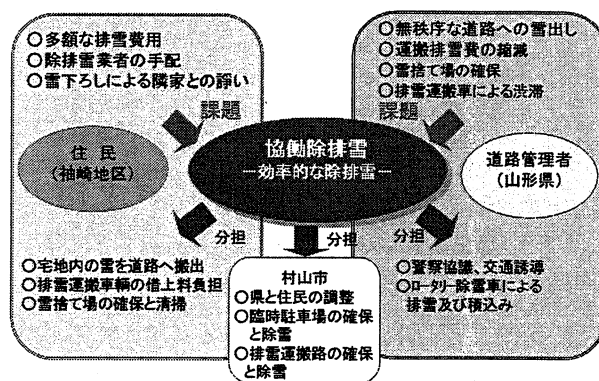 ○多額な排雪費用
○除排雪業者の手配
○雪下ろしによる隣家との諍い
課題
住 民
(袖崎地区)
分担
○宅地内の雪を道路へ搬出
○排雪運搬車輌の借上料負担
○雪捨て場の確保と清掃
協働除排雪
―効率的な除排雪―
分担
村山市
○県と住民の調整
○臨時駐車場の確保
と除雪
○排雪運搬路の確保
と除雪
○無秩序な道路への雪出し
○運搬排雪費の縮減
○雪捨て場の確保
○排雪運搬車による渋滞
課題
道路管理者
(山形県)
分担
○警察協議、交通誘導
○ロータリー除雪車による
排雪及び積込み